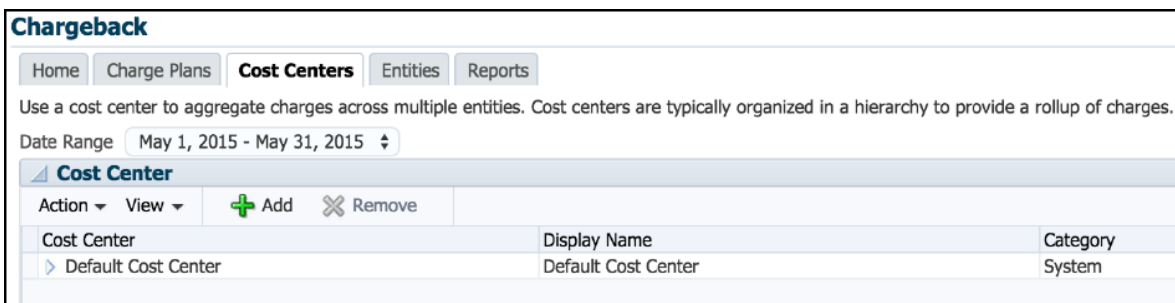 Chargeback
Home Charge Plans Cost Centers Entities Reports
Use a cost center to aggregate charges across multiple entities. Cost centers are typically organized in a hierarchy to provide a rollup of charges.
Date Range May 1, 2015 - May 31, 2015
Cost Center
Action View Add Remove
Cost Center Display Name Category
Default Cost Center Default Cost Center System